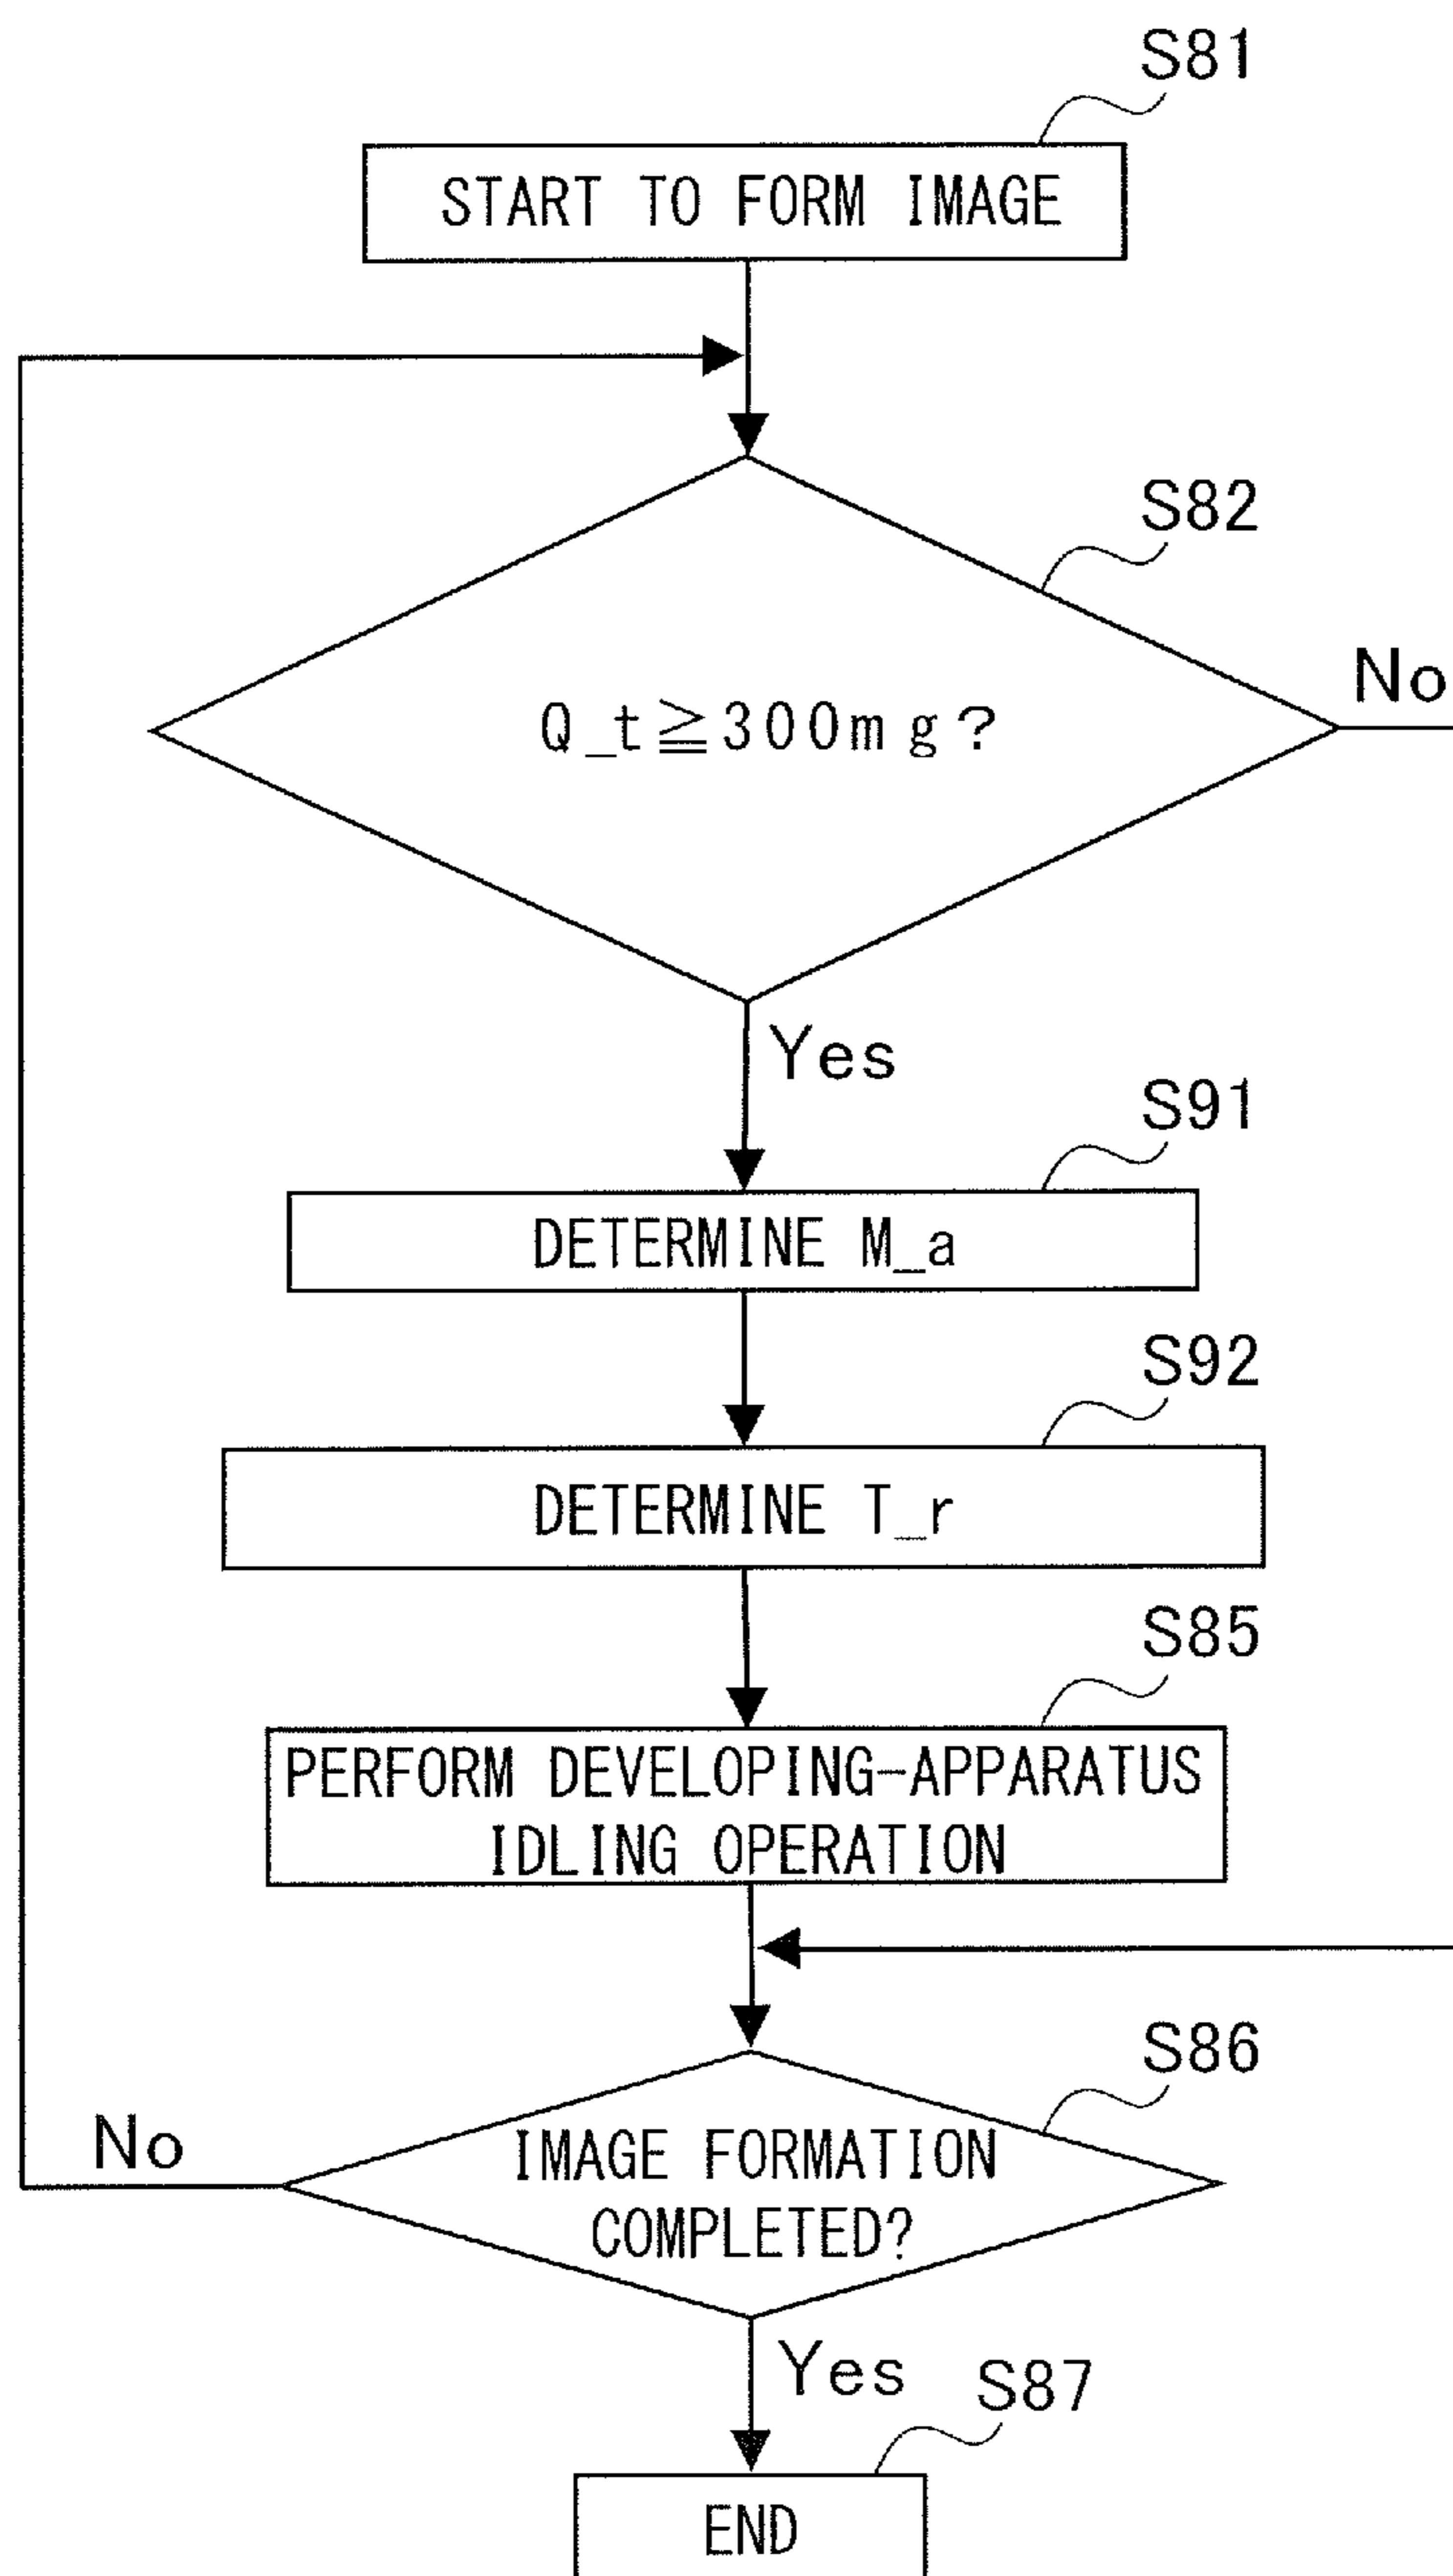 S81
START TO FORM IMAGE
S82
No
Q_t≧300mg?
Yes
S91
DETERMINE M_a
S92
DETERMINE T_r
S85
PERFORM DEVELOPING-APPARATUS
IDLING OPERATION
S86
No
IMAGE FORMATION
COMPLETED?
Yes
S87
END